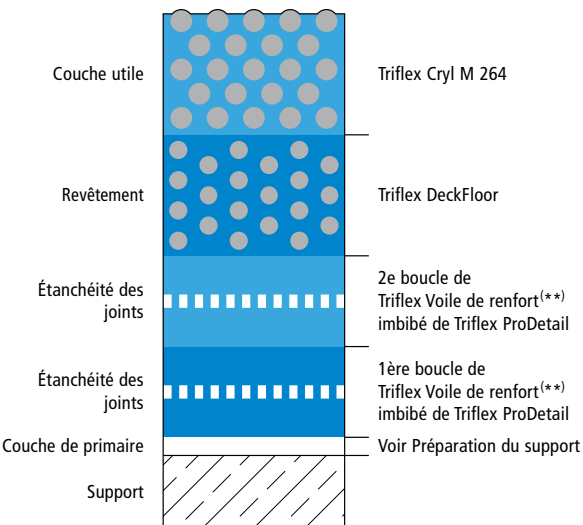 Couche utile
Triflex Cryl M 264
Revêtement
Triflex DeckFloor
Étanchéité des
joints
2e boucle de
Triflex Voile de renfort(**)
imbibé de Triflex ProDetail
Étanchéité des
joints
1ère boucle de
Triflex Voile de renfort(**)
imbibé de Triflex ProDetail
Couche de primaire
Voir Préparation du support
Support